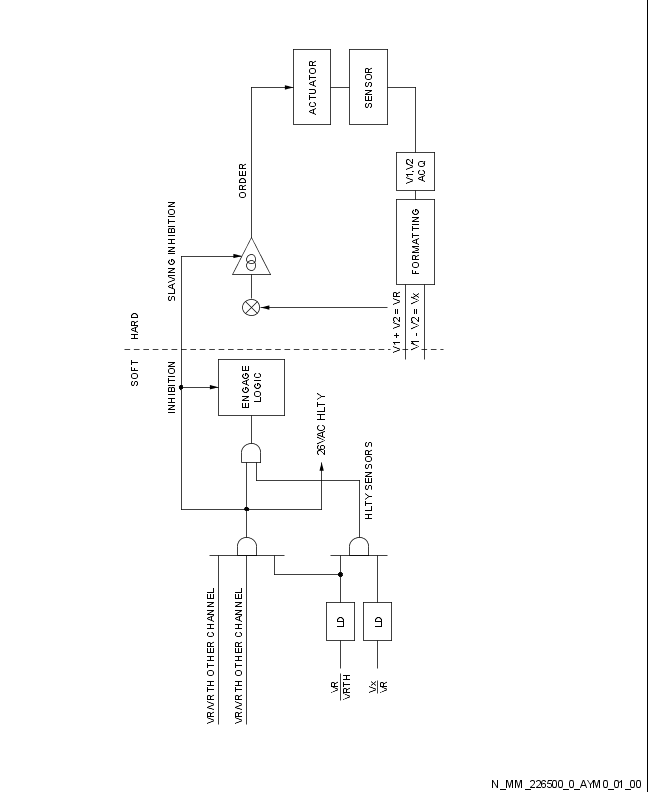 ACTUATOR
SENSOR
ORDER
V1,V2
ACQ
FORMATTING
SLAVING INHIBITION
V1 + V2 = VR
V1 - V2 = Vx
HARD
SOFT
INHIBITION
ENGAGE
LOGIC
26VAC HLTY
HLTY SENSORS
VR/VRTH OTHER CHANNEL
VR/VRTH OTHER CHANNEL
LD
LD
VR
VRTH
Vx
VR
N_MM_226500_0_AYM0_01_00